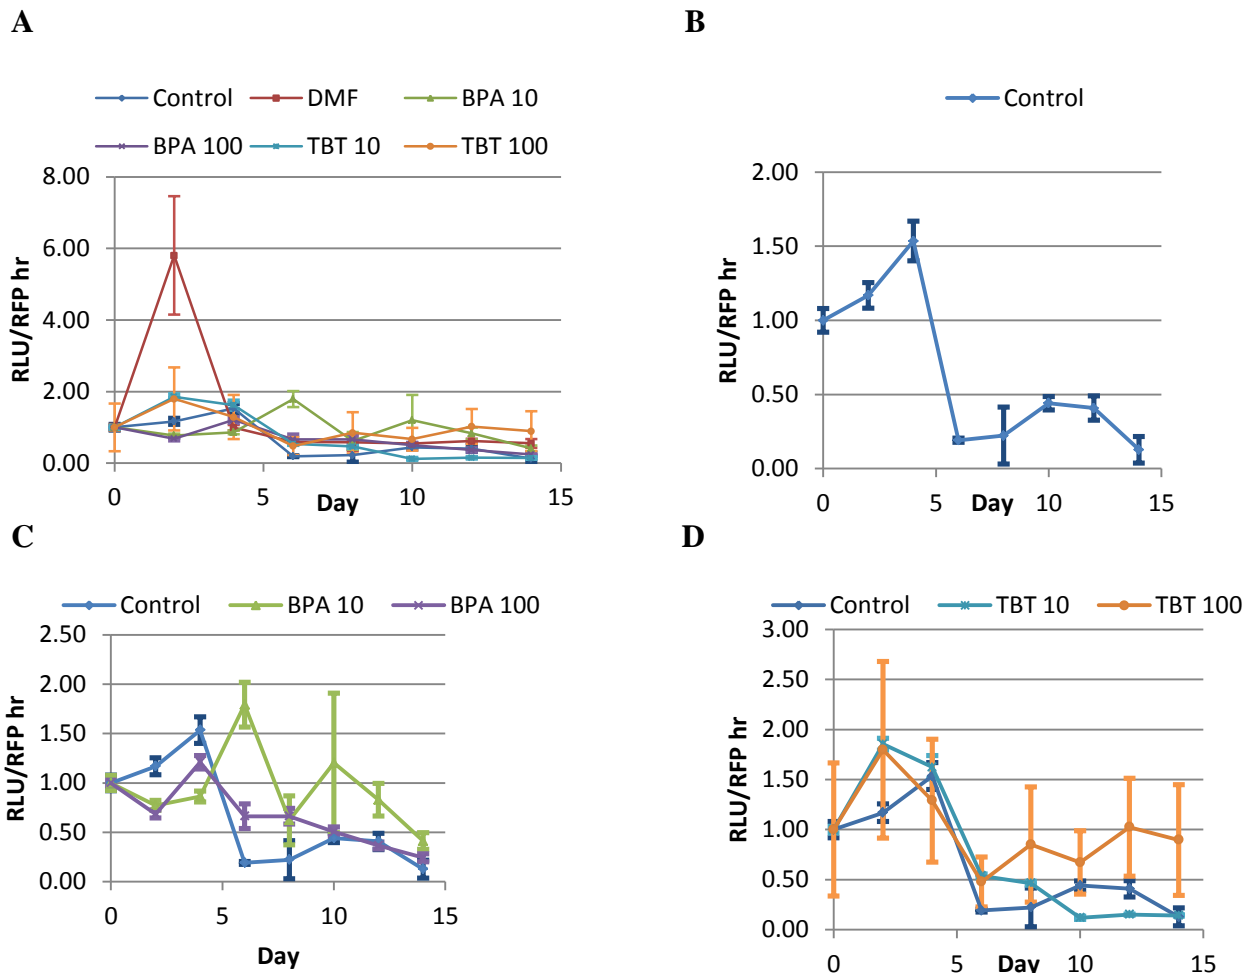 A
B
Control DMF BPA 10
BPA 100 TBT 10 TBT 100
RLU/RFP hr
8.00
6.00
4.00
2.00
0.00
0 5 10 15
Day
Control
RLU/RFP hr
2.00
1.50
1.00
0.50
0.00
0 5 10 15
Day
C
D
Control BPA 10 BPA 100
RLU/RFP hr
2.50
2.00
1.50
1.00
0.50
0.00
0 5 10 15
Day
Control TBT 10 TBT 100
RLU/RFP hr
3.00
2.50
2.00
1.50
1.00
0.50
0.00
0 5 10 15
Day